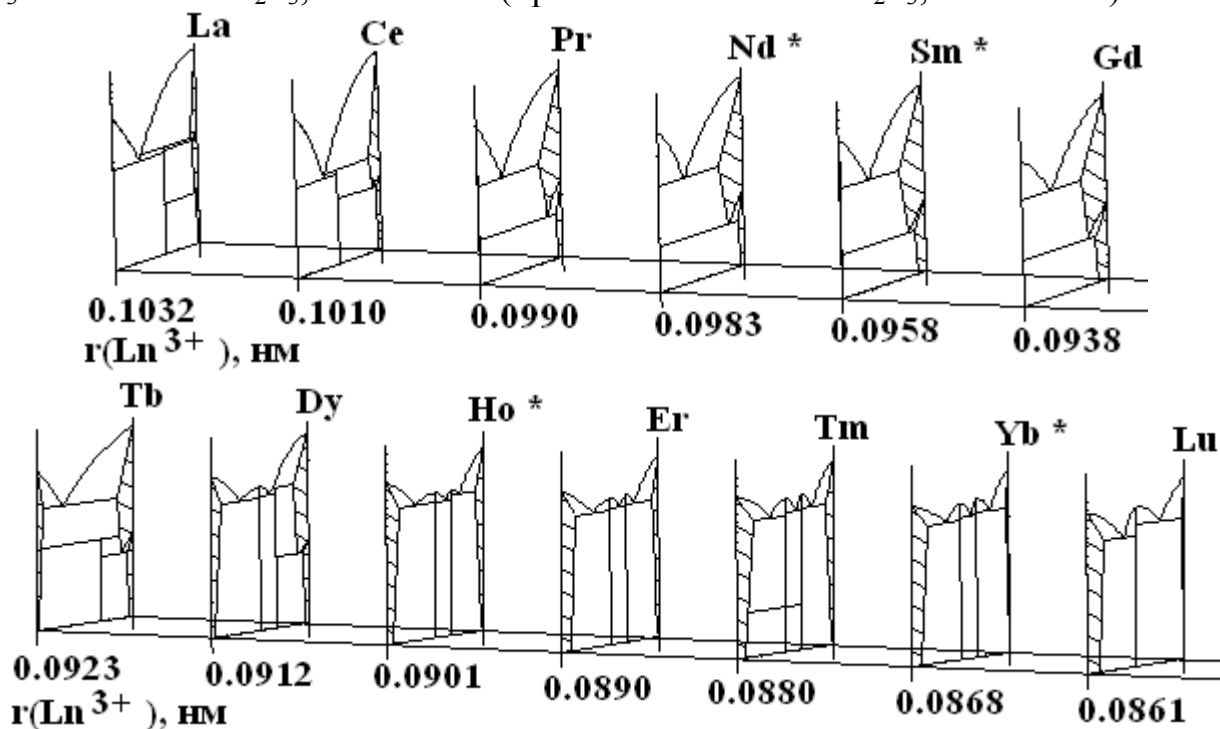 La Ce Pr Nd * Sm * Gd
0.1032 0.1010 0.0990 0.0983 0.0958 0.0938
r(Ln 3+ ), нм
Tb Dy Ho * Er Tm Yb * Lu
0.0923 0.0912 0.0901 0.0890 0.0880 0.0868 0.0861
r(Ln 3+ ), нм